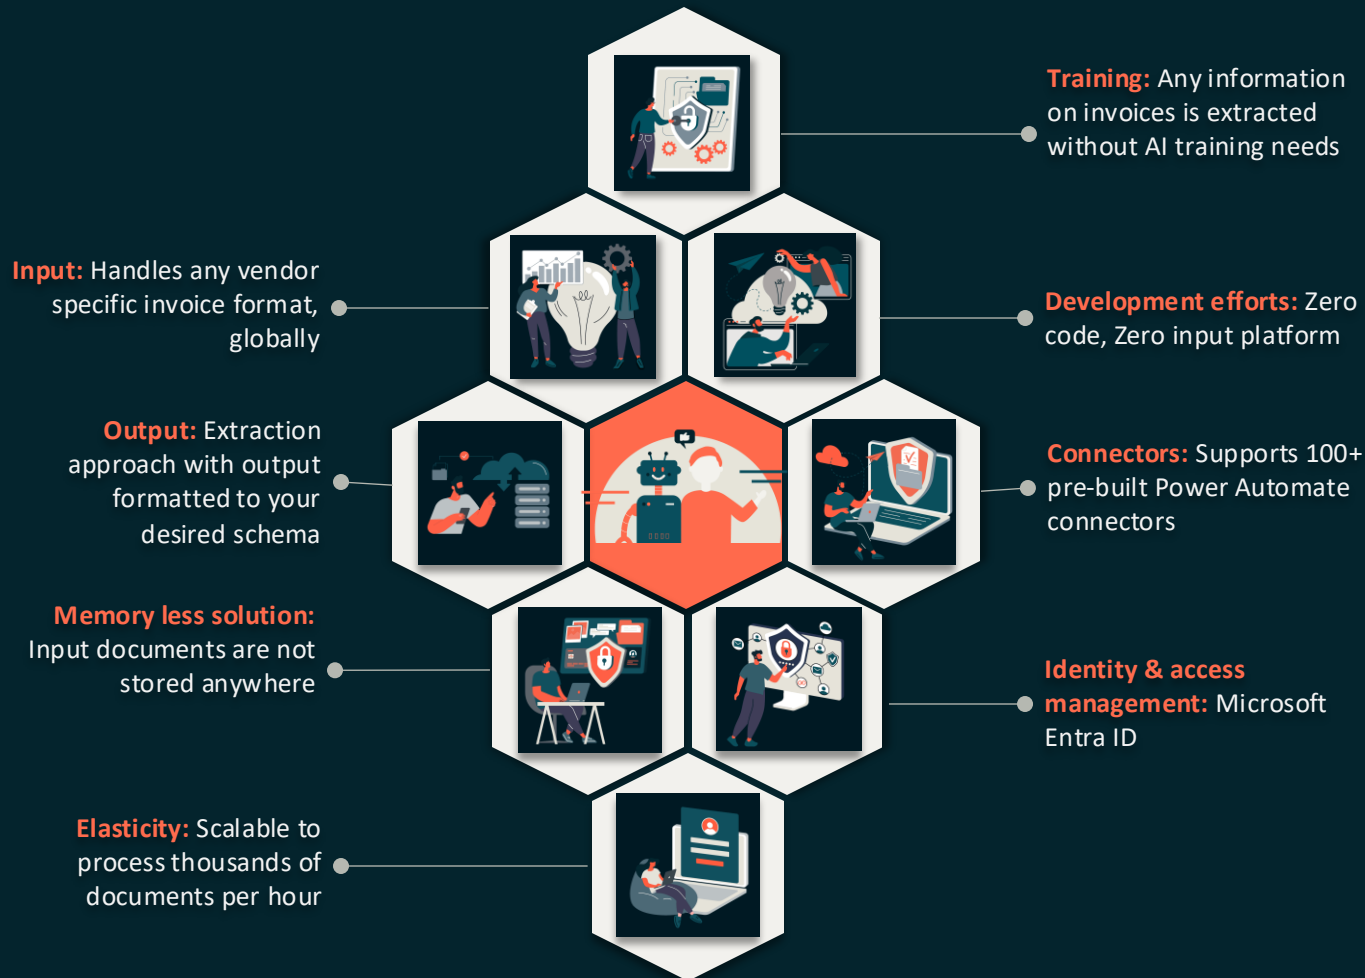 Training: Any information
on invoices is extracted
without AI training needs
Input: Handles any vendor
specific invoice format,
globally
Development efforts: Zero
code, Zero input platform
Output: Extraction
approach with output
formatted to your
desired schema
Connectors: Supports 100+
pre-built Power Automate
connectors
Memory less solution:
Input documents are not
stored anywhere
Identity & access
management: Microsoft
Entra ID
Elasticity: Scalable to
process thousands of
documents per hour